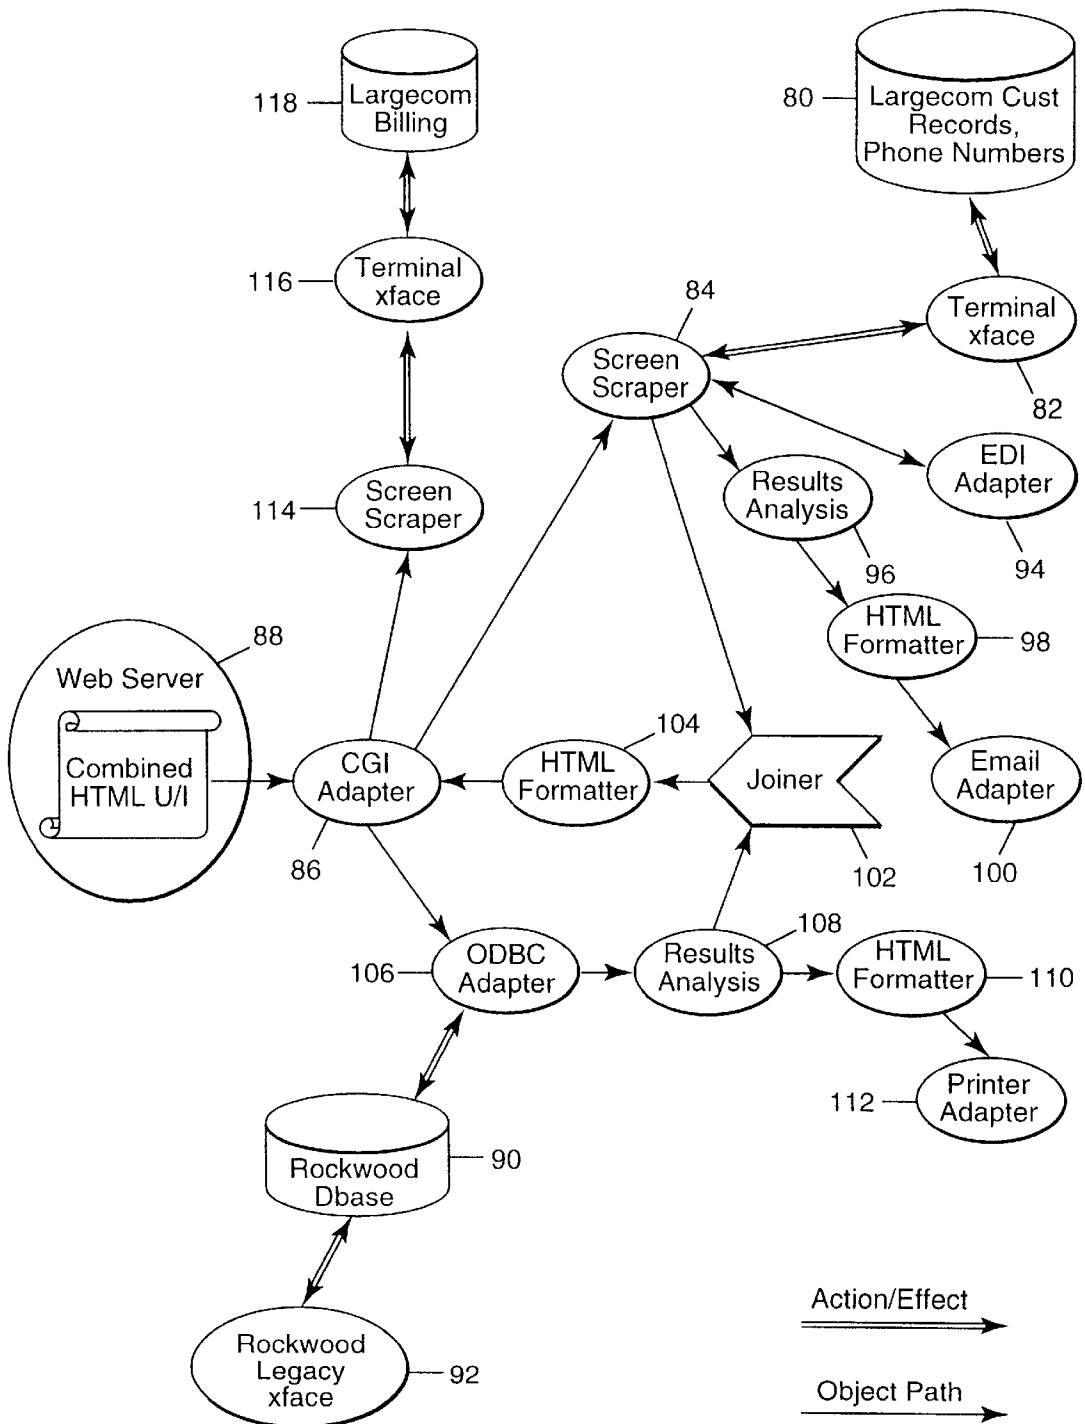 118
Largecom
Billing
80
Largecom Cust
Records,
Phone Numbers
116
Terminal
xface
84
Screen
Scraper
Terminal
xface
82
114
Screen
Scraper
Results
Analysis
96
EDI
Adapter
94
88
Web Server
Combined
HTML U/I
HTML
Formatter
98
CGI
Adapter
86
104
HTML
Formatter
Joiner
102
Email
Adapter
100
106
ODBC
Adapter
108
Results
Analysis
HTML
Formatter
110
112
Printer
Adapter
Rockwood
Dbase
90
Rockwood
Legacy
xface
92
Action/Effect
Object Path